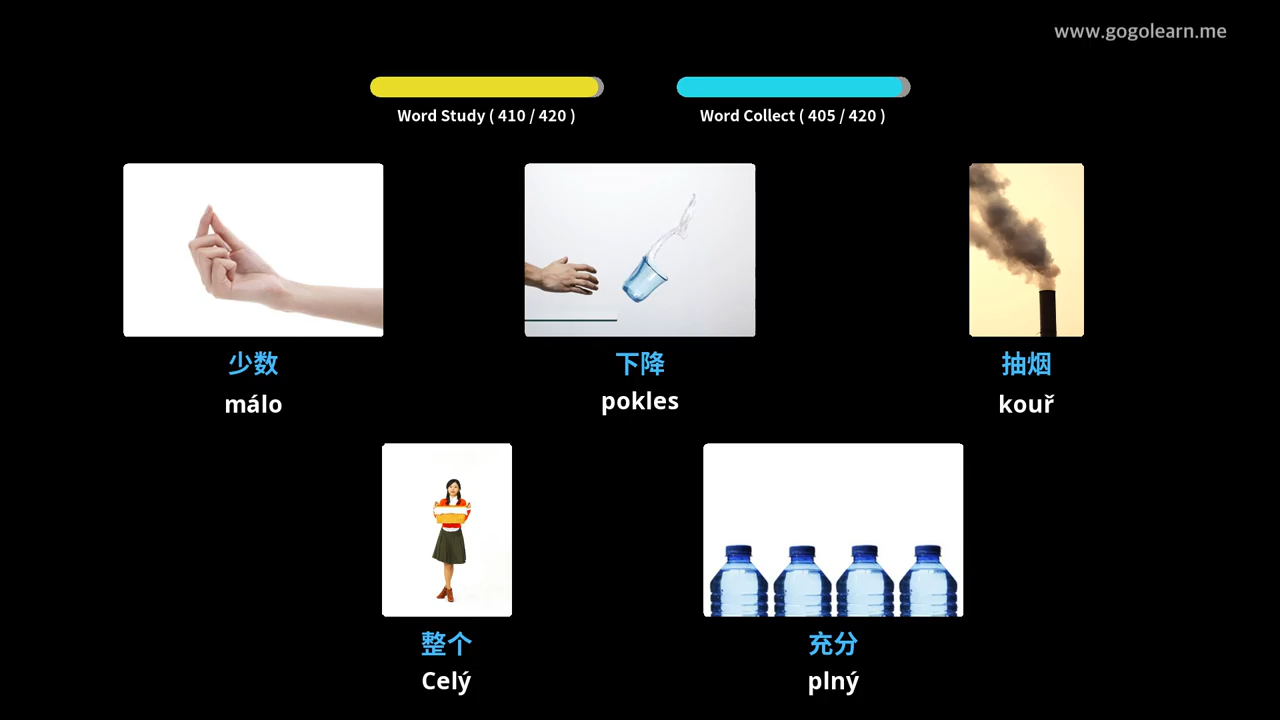 www.gogolearn.me
Word Study ( 410 / 420 )
Word Collect ( 405 / 420 )
少数
下降
抽烟
málo
pokles
kouř
整个
充分
Celý
plný